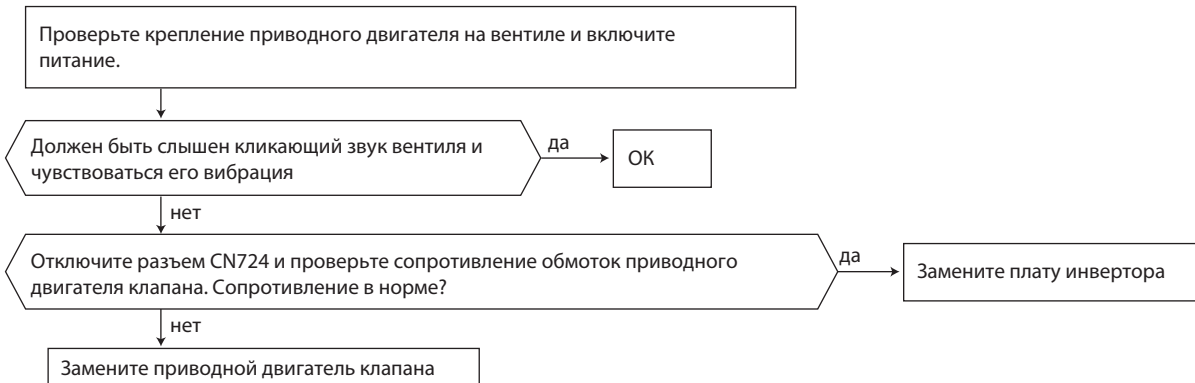 Проверьте крепление приводного двигателя на вентиле и включите
питание.
Должен быть слышен кликающий звук вентиля и
чувствоваться его вибрация
да
ОК
нет
Отключите разъем CN724 и проверьте сопротивление обмоток приводного
двигателя клапана. Сопротивление в норме?
да
Замените плату инвертора
нет
Замените приводной двигатель клапана